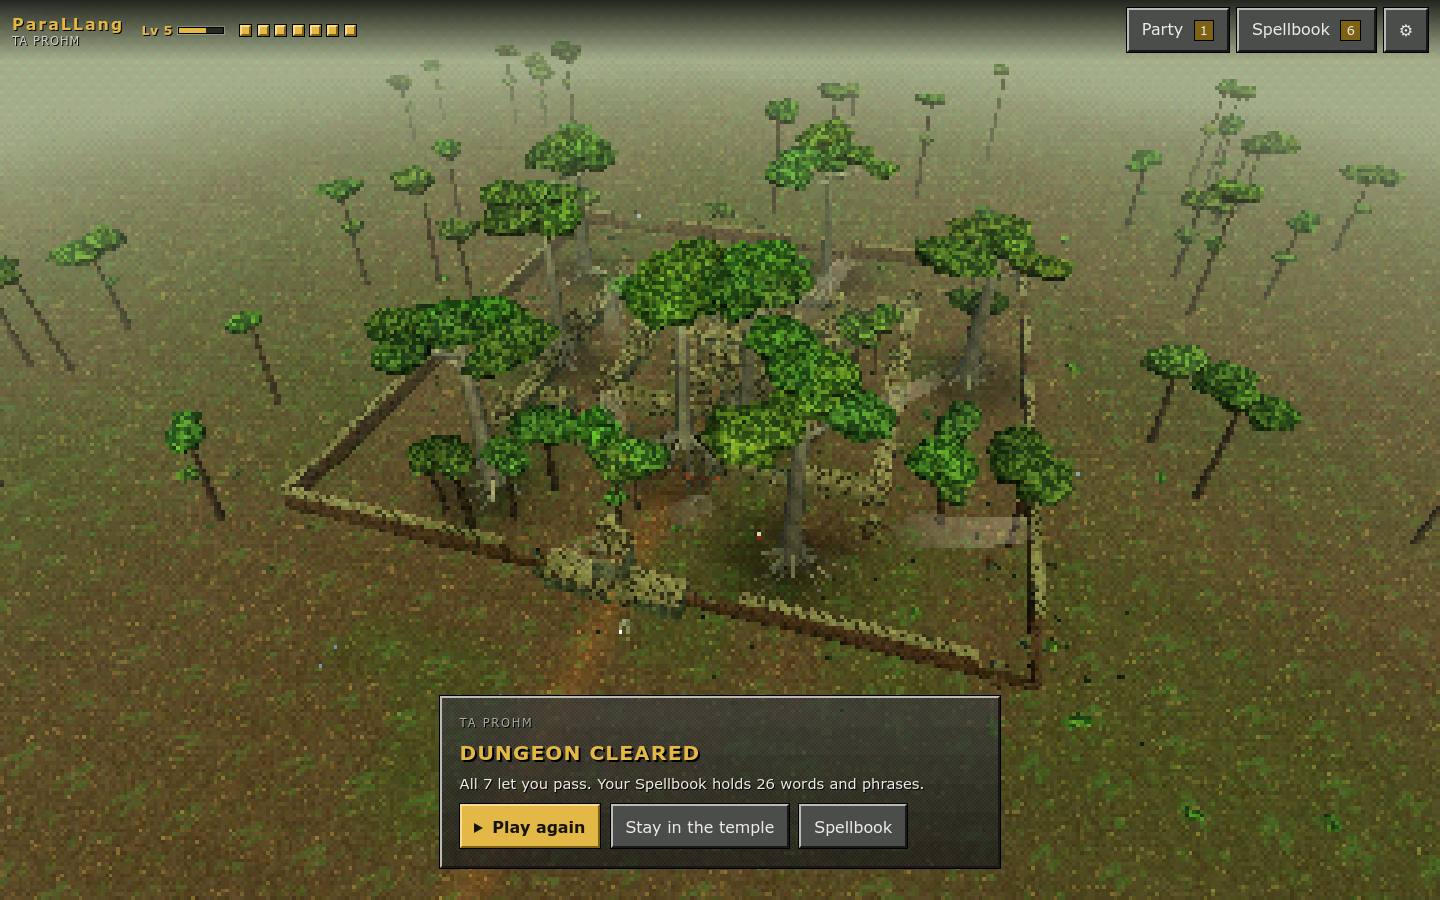 ParaLLang
TA PROHM
Lv 5
Party 1
Spellbook 6
TA PROHM
DUNGEON CLEARED
All 7 let you pass. Your Spellbook holds 26 words and phrases.
Play again
Stay in the temple
Spellbook